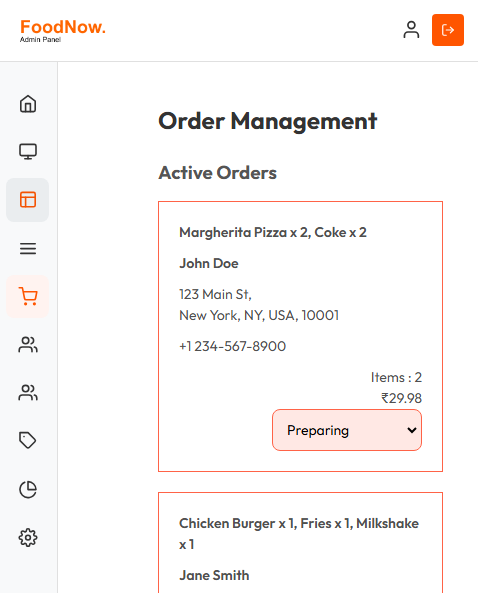 FoodNow.
Admin Panel
Order Management
Active Orders
Margherita Pizza x 2, Coke x 2
John Doe
123 Main St,
New York, NY, USA, 10001
+1 234-567-8900
Items : 2
₹29.98
Preparing
Chicken Burger x 1, Fries x 1, Milkshake
x 1
Jane Smith